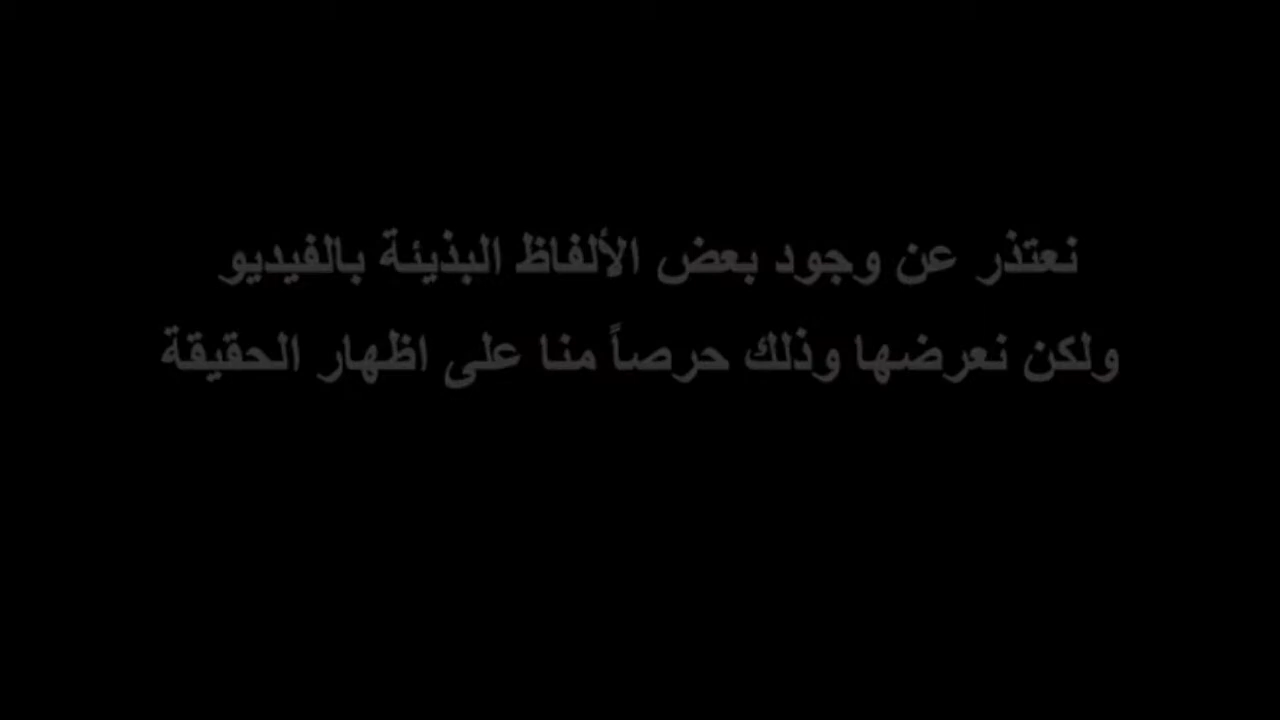 نعتذر عن وجود بعض الألفاظ البذيئة بالفيديو
ولكن نعرضها وذلك حرصاً منا على اظهار الحقيقة